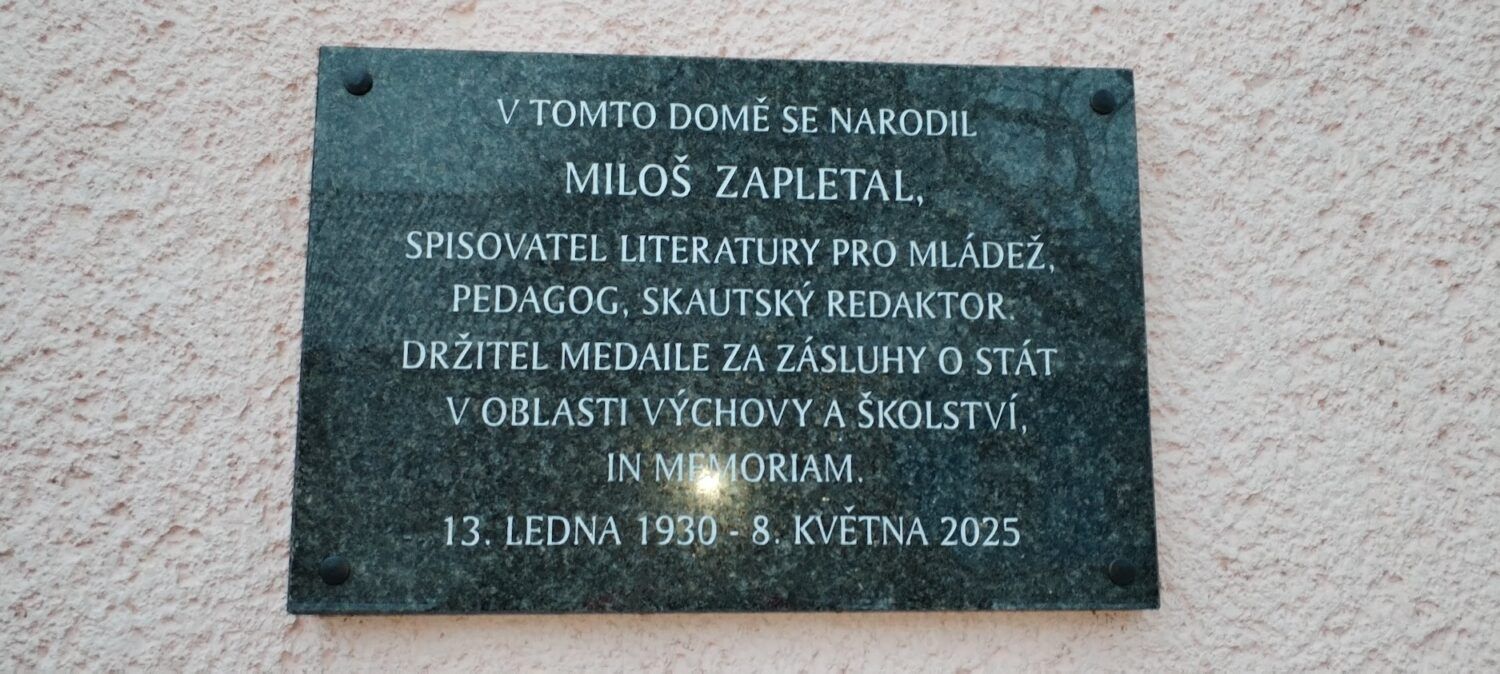 V TOMTO DOMĚ SE NARODIL
MILOŠ ZAPLETAL,
SPISOVATEL LITERATURY PRO MLÁDEŽ,
PEDAGOG, SKAUTSKÝ REDAKTOR.
DRŽITEL MEDAILE ZA ZÁSLUHY O STÁT
V OBLASTI VÝCHOVY A ŠKOLSTVÍ,
IN MEMORIAM.
13. LEDNA 1930 - 8. KVĚTNA 2025